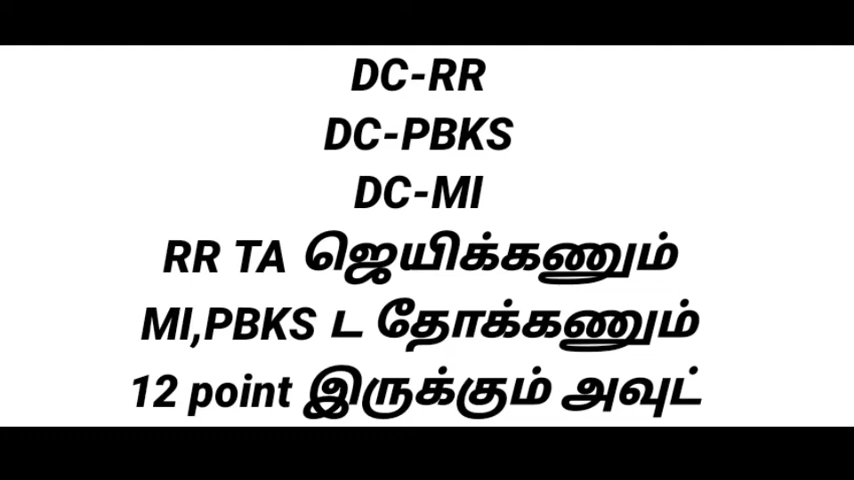 DC-RR
DC-PBKS
DC-MI
RR TA ஜெயிக்கணும்
MI,PBKS ட தோக்கணும்
12 point இருக்கும் அவுட்